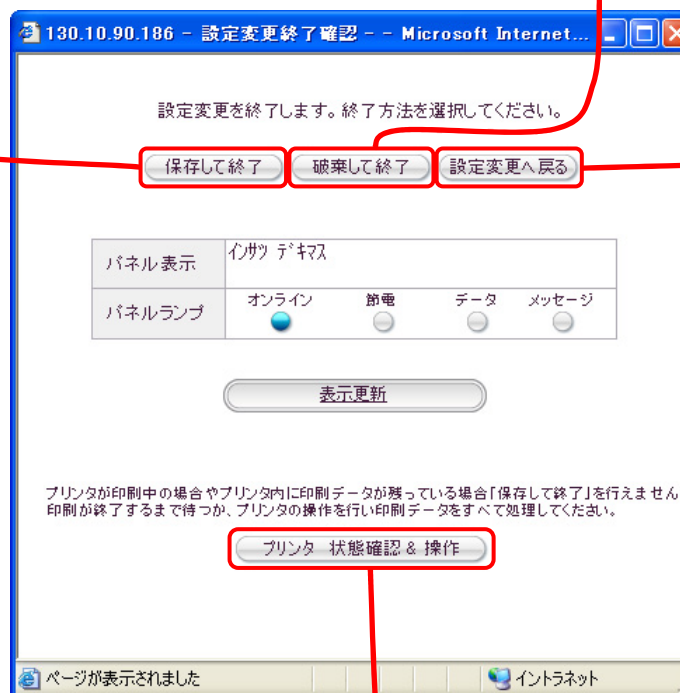 130.10.90.186 - 設定変更終了確認 - - Microsoft Internet...
設定変更を終了します。終了方法を選択してください。
保存して終了 破棄して終了 設定変更へ戻る
パネル表示 インサツ デキマス
パネルランプ オンライン 節電 データ メッセージ
表示更新
プリンタが印刷中の場合やプリンタ内に印刷データが残っている場合「保存して終了」を行えません
印刷が終了するまで待つか、プリンタの操作を行い印刷データをすべて処理してください。
プリンタ 状態確認 & 操作
ページが表示されました イントラネット